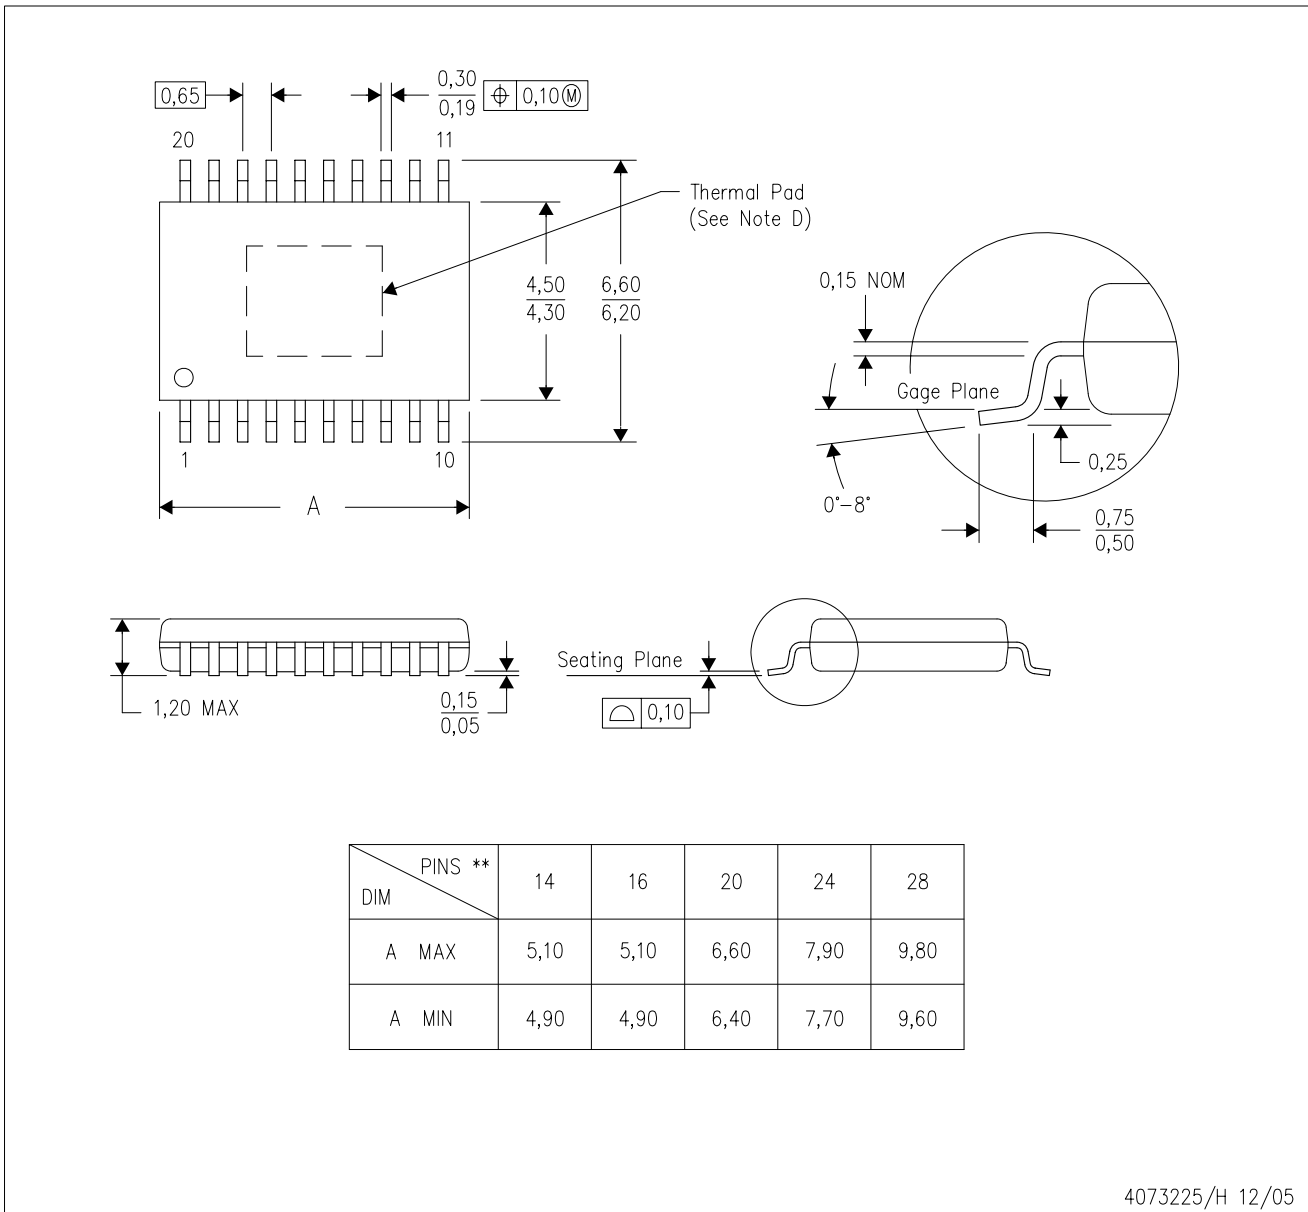 0,65
0,30
0,19
0,10 Ⓜ
20
11
Thermal Pad
(See Note D)
4,50
4,30
6,60
6,20
1
10
A
0,15 NOM
Gage Plane
0,25
0°–8°
0,75
0,50
1,20 MAX
0,15
0,05
Seating Plane
0,10
PINS **
DIM
14 16 20 24 28
A MAX 5,10 5,10 6,60 7,90 9,80
A MIN 4,90 4,90 6,40 7,70 9,60
4073225/H 12/05